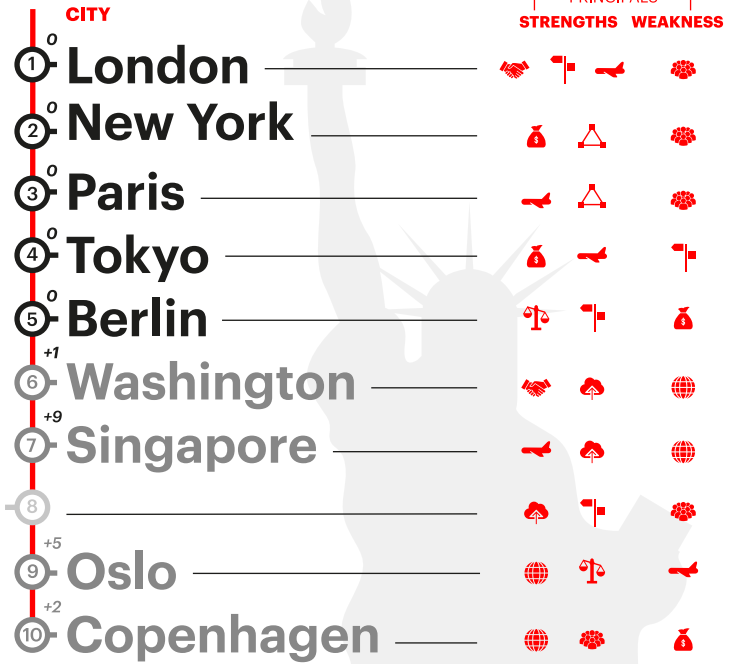 PRINCIPALS
CITY
STRENGTHS WEAKNESS
0
1 London
0
2 New York
0
3 Paris
0
4 Tokyo
0
5 Berlin
+1
6 Washington
+9
7 Singapore
8
+5
9 Oslo
+2
10 Copenhagen